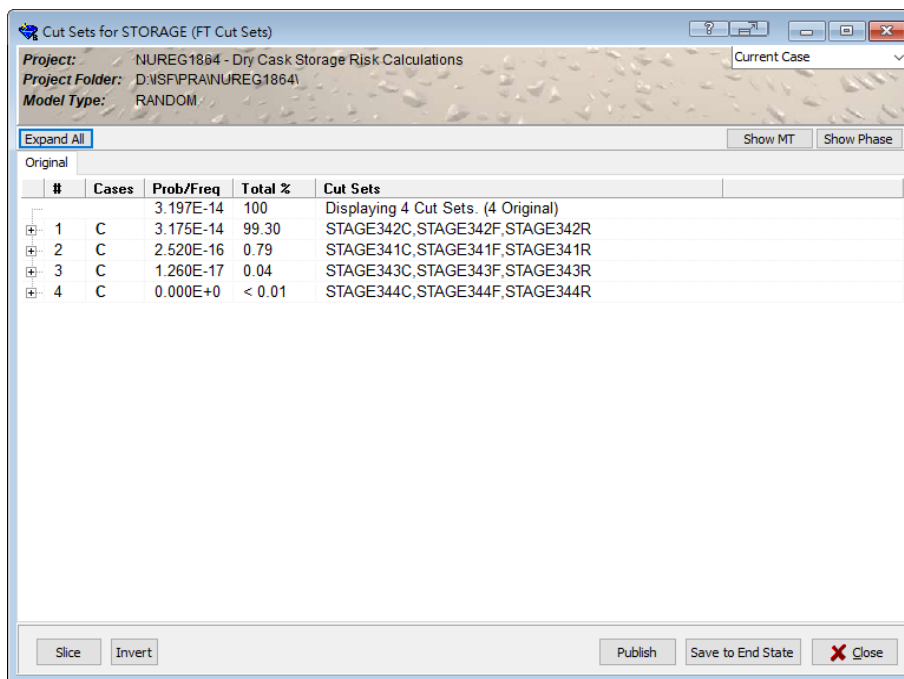 Cut Sets for STORAGE (FT Cut Sets)
Project: NUREG1864 - Dry Cask Storage Risk Calculations
Current Case
Project Folder: D:\ISF\PRA\NUREG1864\
Model Type: RANDOM
Expand All Show MT Show Phase
Original
# Cases Prob/Freq Total % Cut Sets
3.197E-14 100 Displaying 4 Cut Sets. (4 Original)
1 C 3.175E-14 99.30 STAGE342C,STAGE342F,STAGE342R
2 C 2.520E-16 0.79 STAGE341C,STAGE341F,STAGE341R
3 C 1.260E-17 0.04 STAGE343C,STAGE343F,STAGE343R
4 C 0.000E+0 < 0.01 STAGE344C,STAGE344F,STAGE344R
Slice Invert Publish Save to End State Close